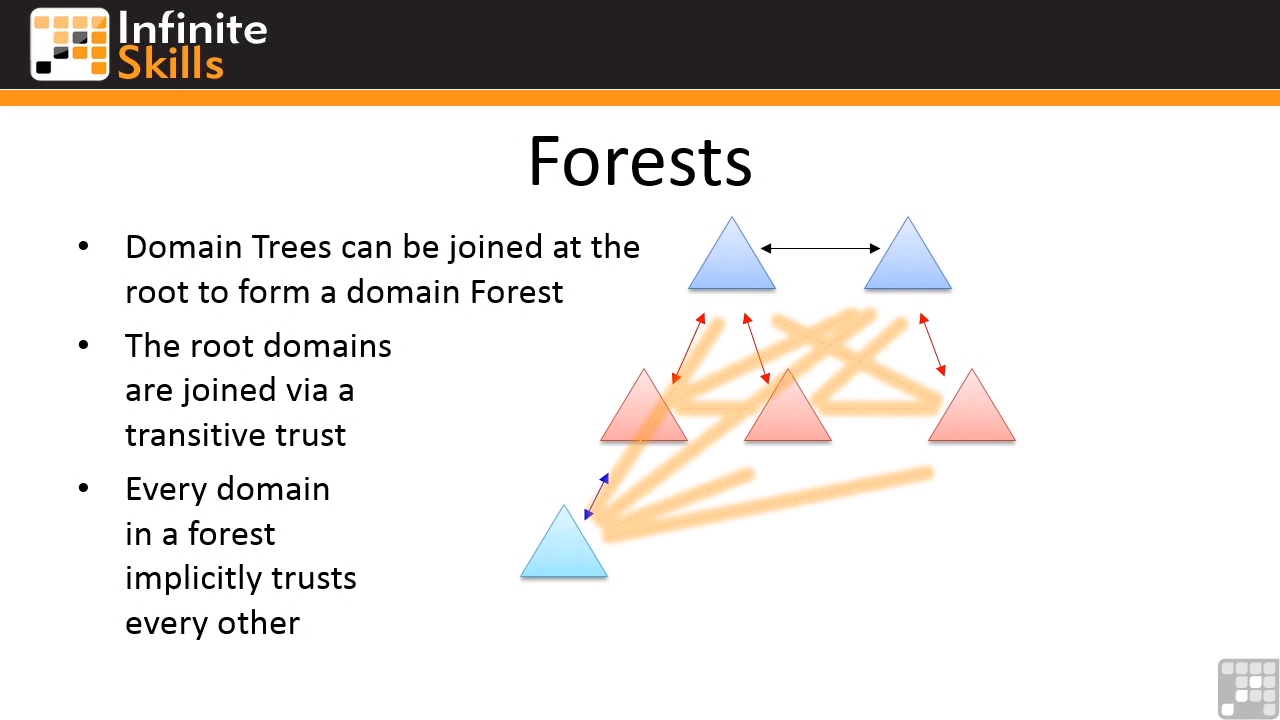 Infinite
Skills
Forests
• Domain Trees can be joined at the
root to form a domain Forest
• The root domains
are joined via a
transitive trust
• Every domain
in a forest
implicitly trusts
every other